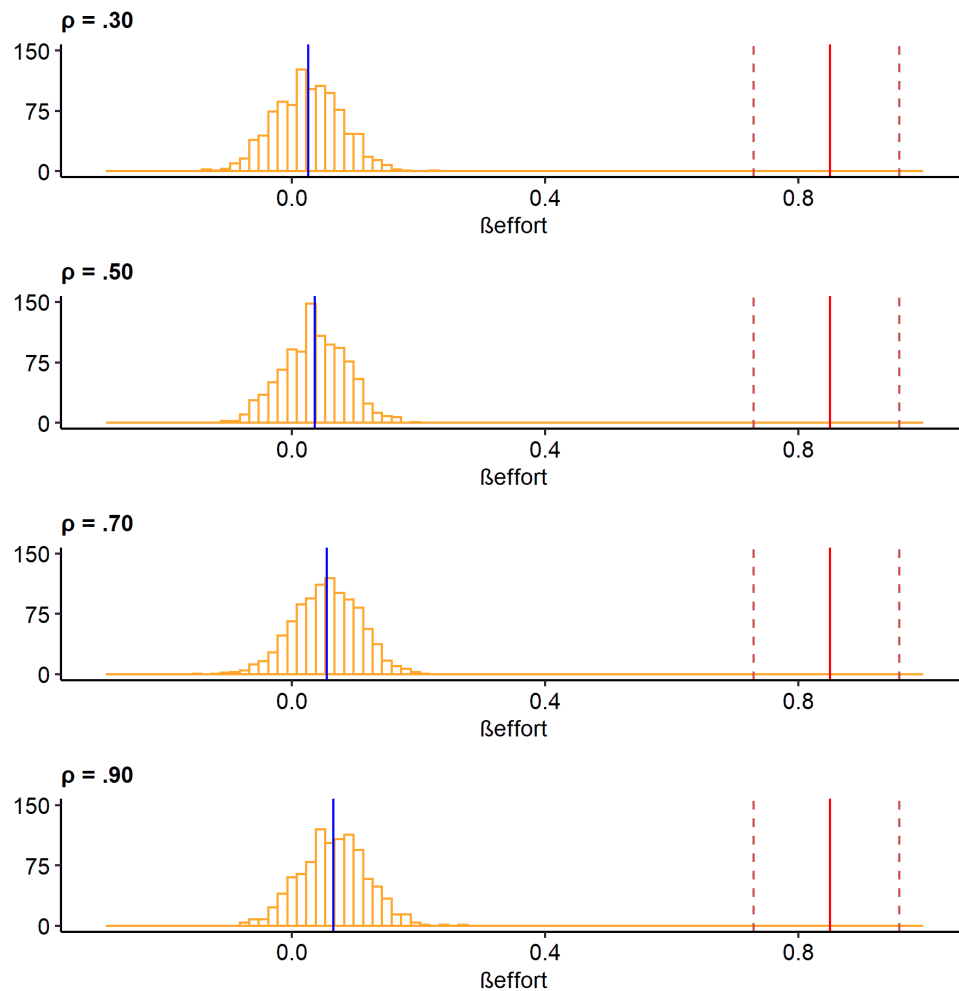 ρ = .30
150
75
0
0.0 0.4 0.8
ßeffort
ρ = .50
150
75
0
0.0 0.4 0.8
ßeffort
ρ = .70
150
75
0
0.0 0.4 0.8
ßeffort
ρ = .90
150
75
0
0.0 0.4 0.8
ßeffort